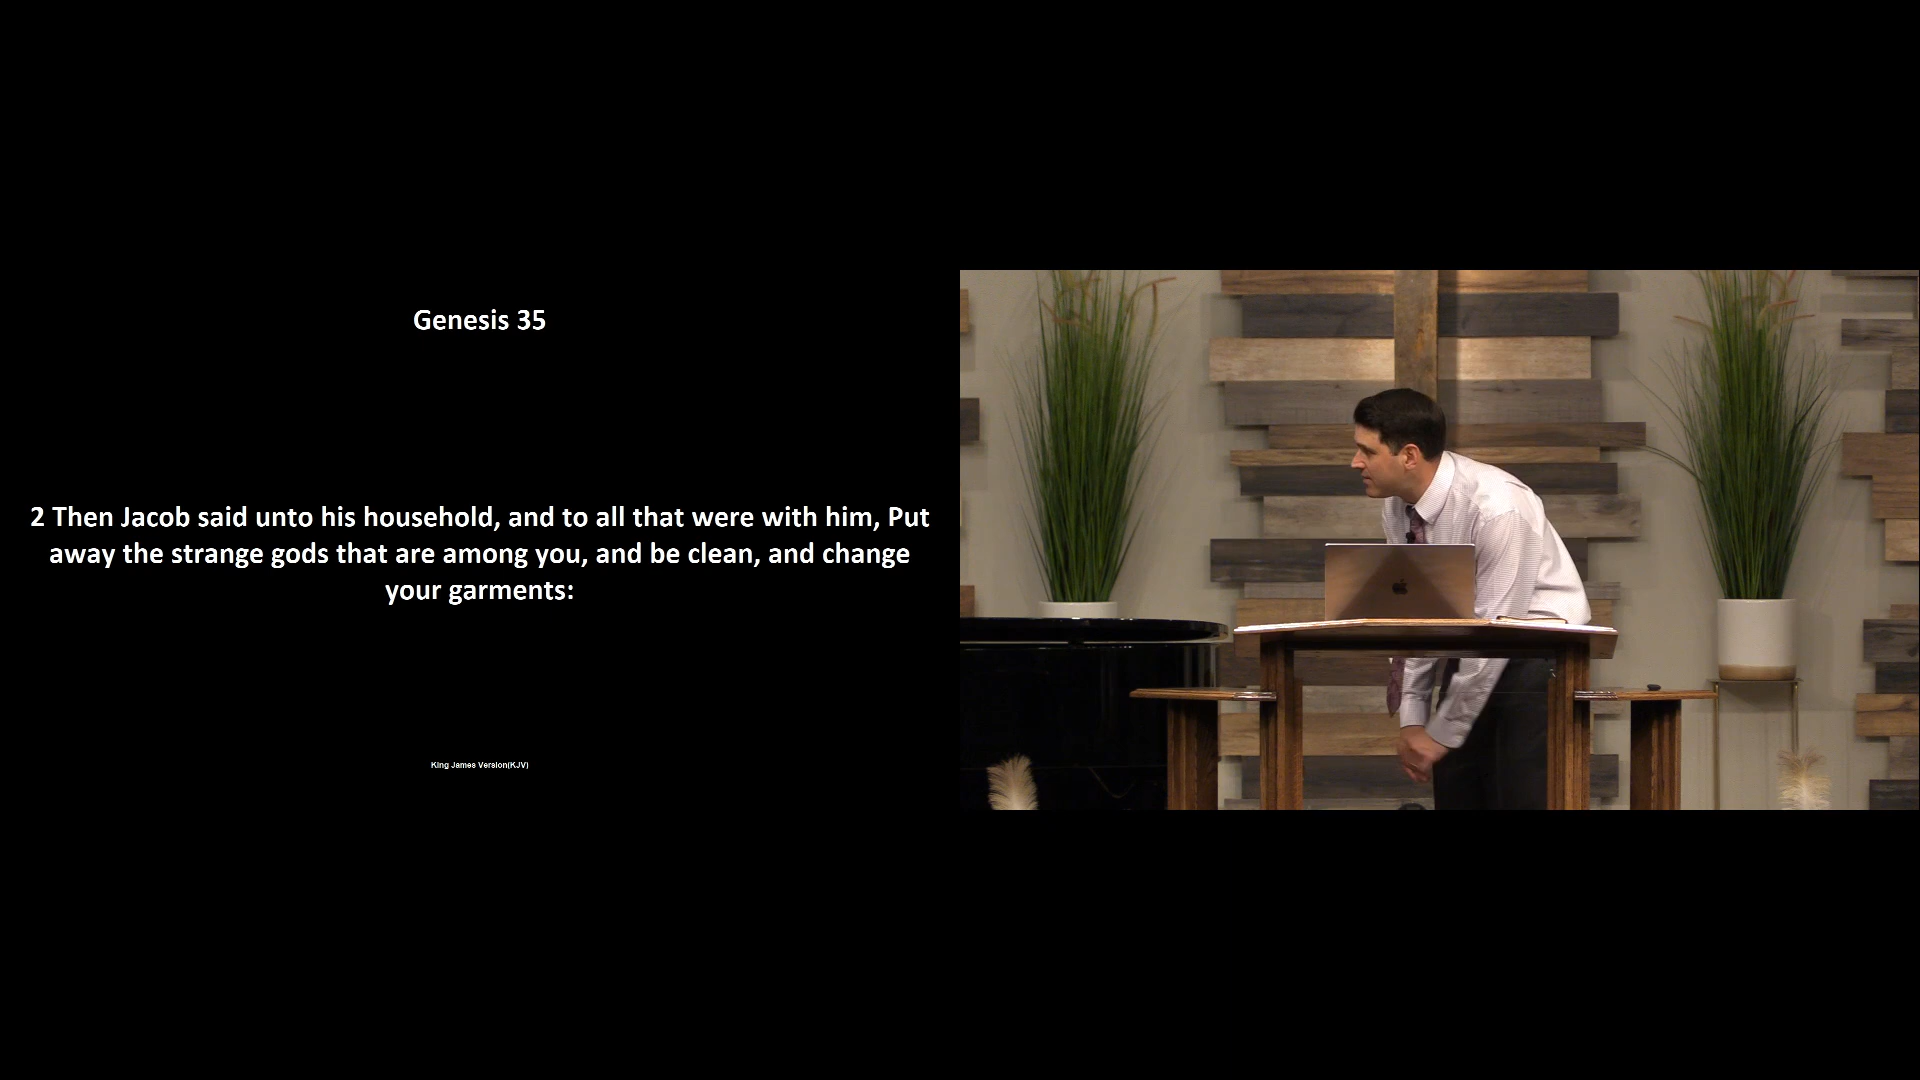 Genesis 35
2 Then Jacob said unto his household, and to all that were with him, Put
away the strange gods that are among you, and be clean, and change
your garments:
King James Version(KJV)